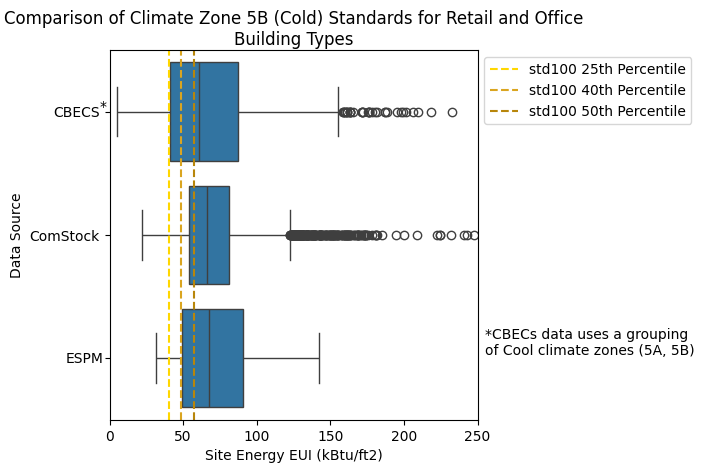 Comparison of Climate Zone 5B (Cold) Standards for Retail and Office
Building Types
std100 25th Percentile
std100 40th Percentile
std100 50th Percentile
CBECS*
ComStock
ESPM
Data Source
*CBECs data uses a grouping
of Cool climate zones (5A, 5B)
0 50 100 150 200 250
Site Energy EUI (kBtu/ft2)